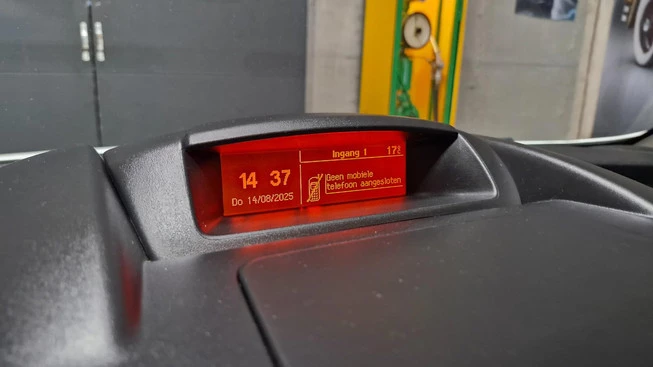 Ingang 1 17°
14 37
Geen mobiele
telefoon aangesloten
Do 14/08/2025